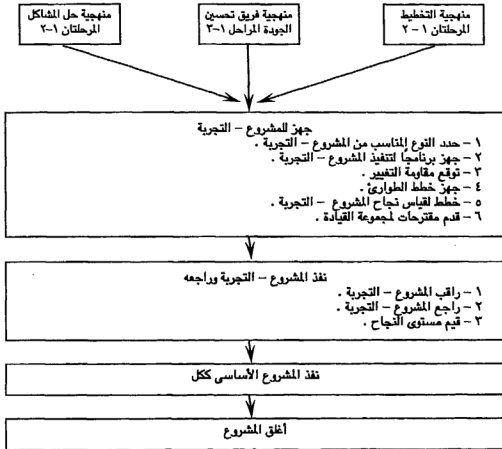 منهجية التخطيط
المرحلتان ١ – ٢
منهجية فريق تحسين
الجودة المراحل ١–٣
منهجية حل المشاكل
المرحلتان ١–٢
جهز للمشروع – التجربة
١ – حدد النوع المناسب من المشروع – التجربة .
٢ – جهز برنامجًا لتنفيذ المشروع – التجربة .
٣ – توقع مقاومة التغيير .
٤ – جهز خطط الطوارئ .
٥ – خطط لقياس نجاح المشروع – التجربة .
٦ – قدم مقترحات لمجموعة القيادة .
نفذ المشروع – التجربة وراجعه
١ – راقب المشروع – التجربة .
٢ – راجع المشروع – التجربة .
٣ – قيم مستوى النجاح .
نفذ المشروع الأساسى ككل
أغلق المشروع